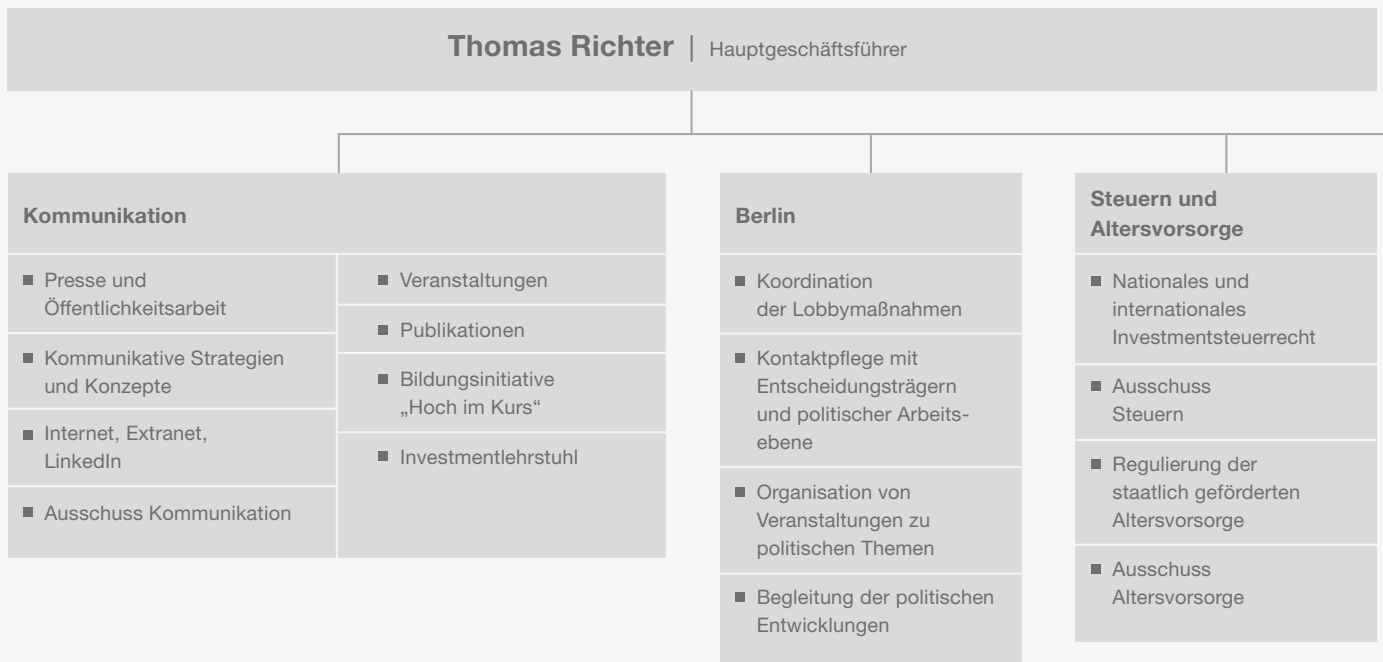 Thomas Richter | Hauptgeschäftsführer
Kommunikation
■ Presse und
Öffentlichkeitsarbeit
■ Kommunikative Strategien
und Konzepte
■ Internet, Extranet,
LinkedIn
■ Ausschuss Kommunikation
■ Veranstaltungen
■ Publikationen
■ Bildungsinitiative
„Hoch im Kurs“
■ Investmentlehrstuhl
Berlin
■ Koordination
der Lobbymaßnahmen
■ Kontaktpflege mit
Entscheidungsträgern
und politischer Arbeits-
ebene
■ Organisation von
Veranstaltungen zu
politischen Themen
■ Begleitung der politischen
Entwicklungen
Steuern und
Altersvorsorge
■ Nationales und
internationales
Investmentsteuerrecht
■ Ausschuss
Steuern
■ Regulierung der
staatlich geförderten
Altersvorsorge
■ Ausschuss
Altersvorsorge